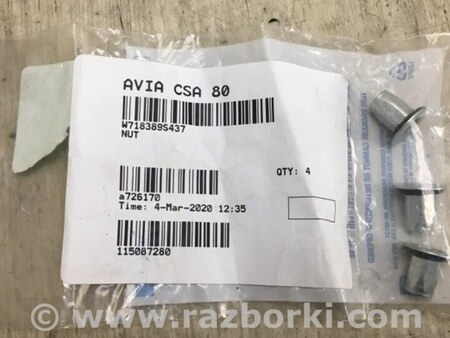 AVIA CSA 80
W718389S437
NUT
QTY: 4
a726170
Time: 4-Mar-2020 12:35
115087280
www.razborki.com